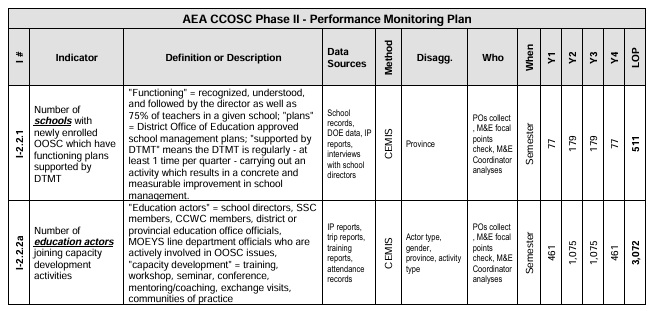 AEA CCOSC Phase II - Performance Monitoring Plan
I #
Indicator
Definition or Description
Data
Sources
Method
Disagg.
Who
When
Y1
Y2
Y3
Y4
LOP
I-2.2.1
Number of
schools with
newly enrolled
OOSC which have
functioning plans
supported by
DTMT
"Functioning" = recognized, understood,
and followed by the director as well as
75% of teachers in a given school; "plans"
= District Office of Education approved
school management plans; "supported by
DTMT" means the DTMT is regularly - at
least 1 time per quarter - carrying out an
activity which results in a concrete and
measurable improvement in school
management.
School
records,
DOE data, IP
reports,
interviews
with school
directors
CEMIS
Province
POs collect
, M&E focal
points
check, M&E
Coordinator
analyses
Semester
77
179
179
77
511
I-2.2.2a
Number of
education actors
joining capacity
development
activities
"Education actors" = school directors, SSC
members, CCWC members, district or
provincial education office officials,
MOEYS line department officials who are
actively involved in OOSC issues,
"capacity development" = training,
workshop, seminar, conference,
mentoring/coaching, exchange visits,
communities of practice
IP reports,
trip reports,
training
reports,
attendance
records
CEMIS
Actor type,
gender,
province, activity
type
POs collect
, M&E focal
points
check, M&E
Coordinator
analyses
Semester
461
1,075
1,075
461
3,072